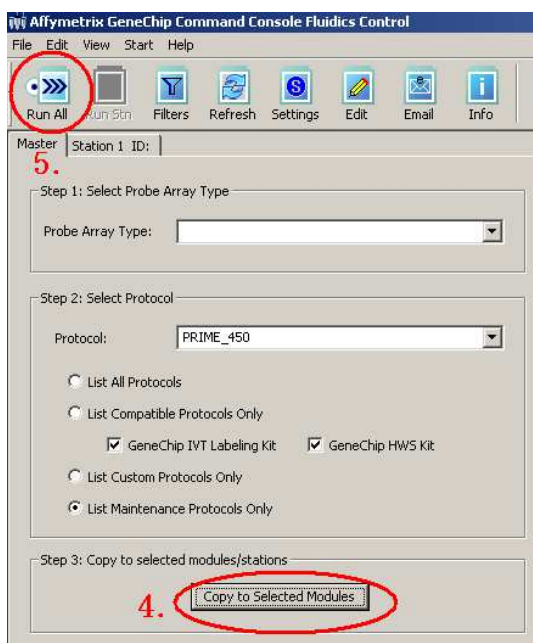 Affymetrix GeneChip Command Console Fluidics Control
File Edit View Start Help
Run All Run Stn Filters Refresh Settings Edit Email Info
Master Station 1 ID:
5.
Step 1: Select Probe Array Type
Probe Array Type:
Step 2: Select Protocol
Protocol: PRIME_450
List All Protocols
List Compatible Protocols Only
GeneChip IVT Labeling Kit GeneChip HWS Kit
List Custom Protocols Only
List Maintenance Protocols Only
Step 3: Copy to selected modules/stations
4. Copy to Selected Modules